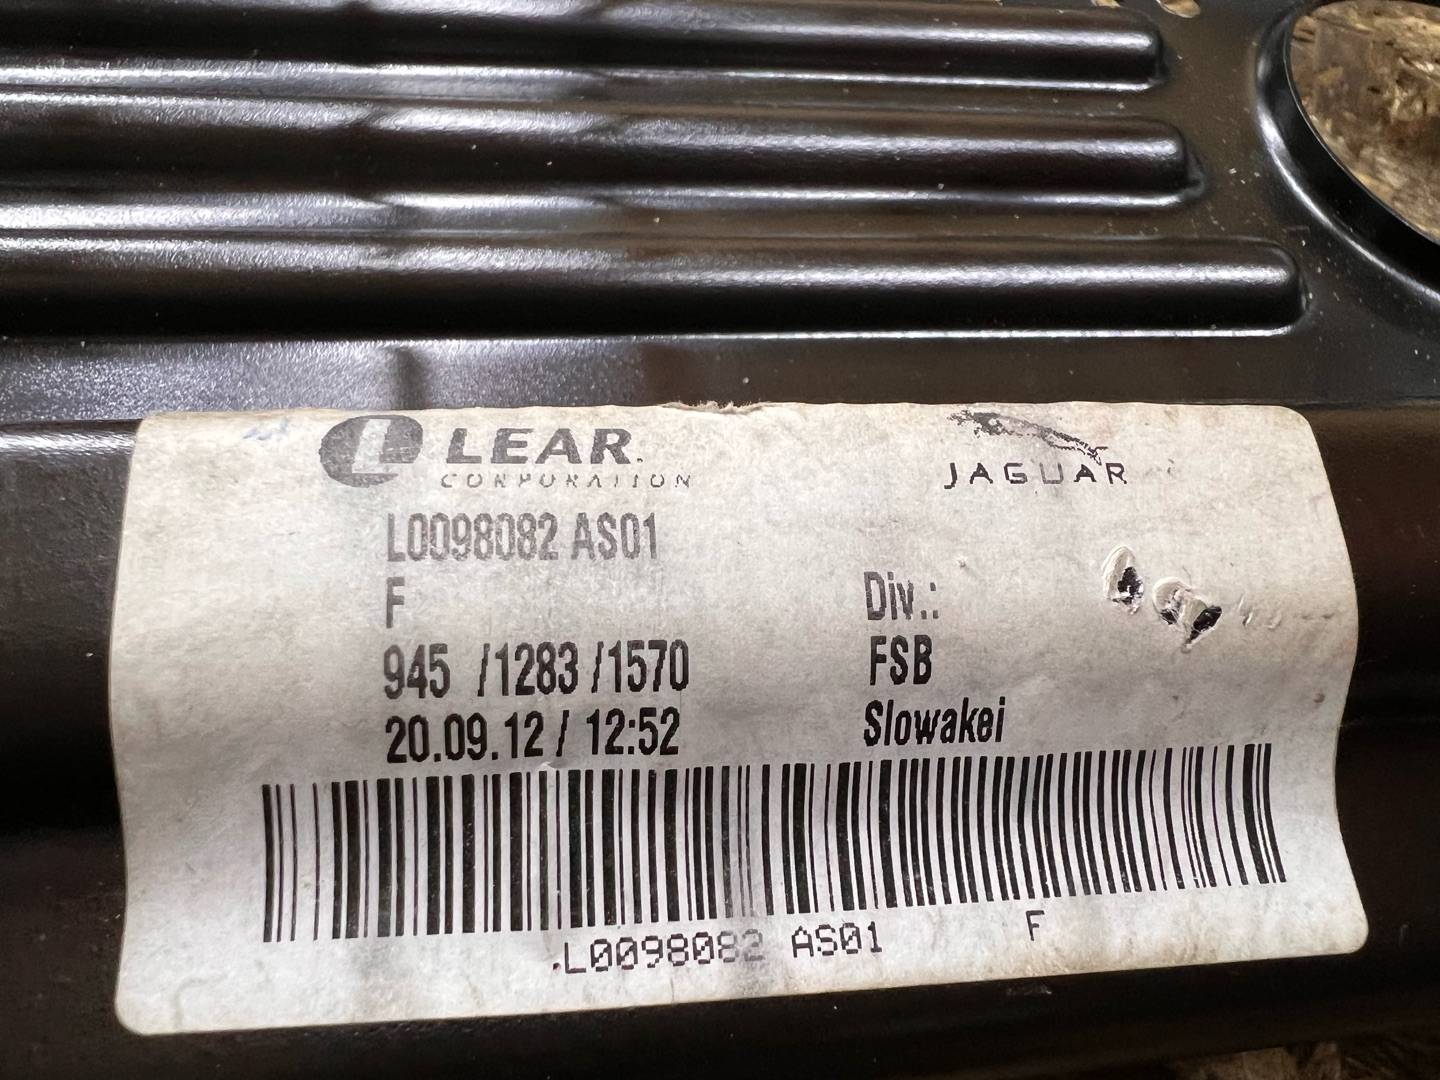 L LEAR.
CORPORATION
JAGUAR
L0098082 AS01
F
Div.:
945 /1283 /1570
FSB
20.09.12 / 12:52
Slowakei
.L0098082 AS01 F